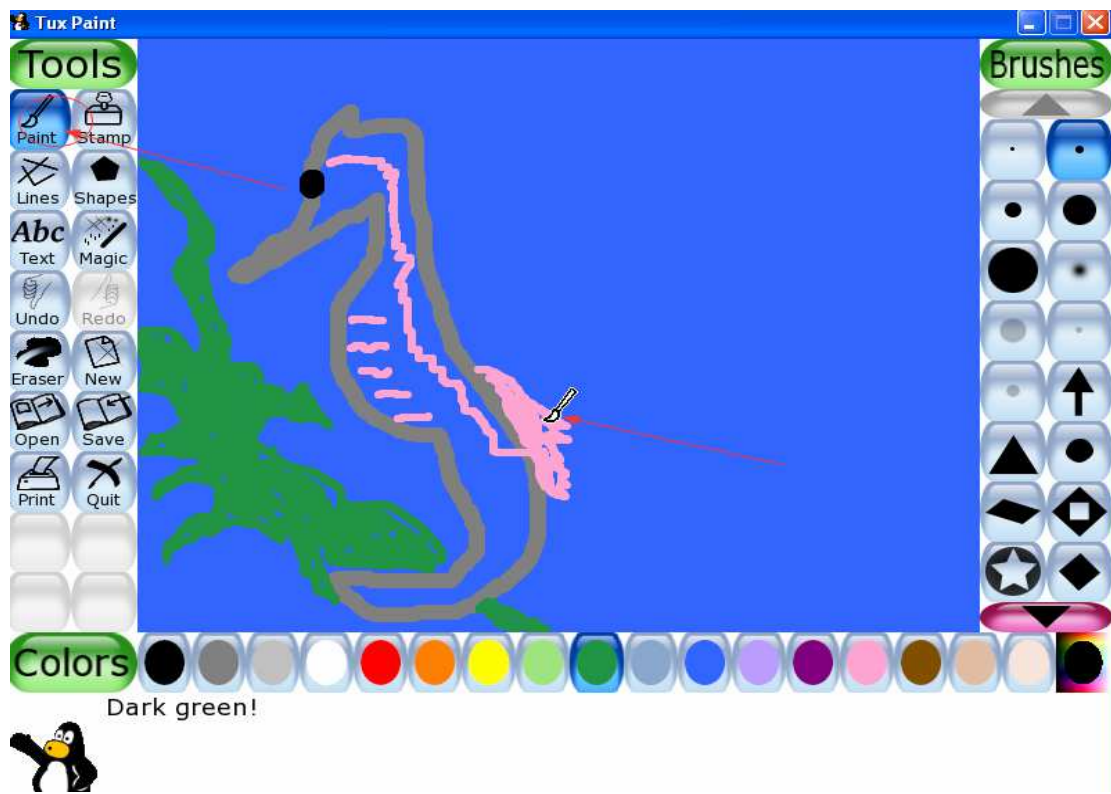 Tux Paint
Tools
Brushes
Paint
Stamp
Lines
Shapes
Abc
Text
Magic
Undo
Redo
Eraser
New
Open
Save
Print
Quit
Colors
Dark green!